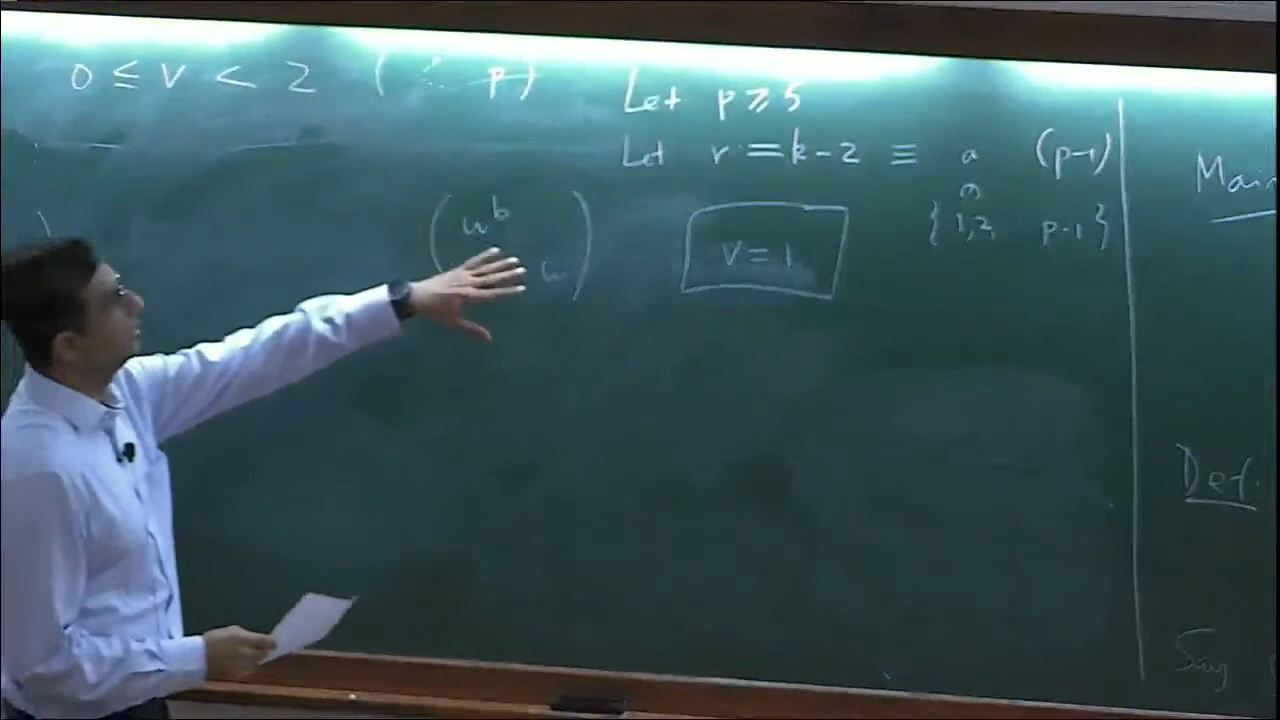 0 ≤ v < 2 ( ∴ p )
Let p ≥ 5
Let r = k-2 ≡ a (p-1)
{ 1, 2, p-1 }
( ω^b ω )
v = 1
Main
Def.
Say